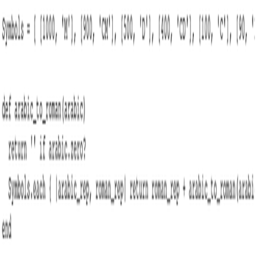 Symbols = [ [1000, 'M'], [900, 'CM'], [500, 'D'], [400, 'CD'], [100, 'C'], [90, '
def arabic_to_roman(arabic)
return '' if arabic.zero?
Symbols.each { |arabic_rep, roman_rep| return roman_rep + arabic_to_roman(arabi
end